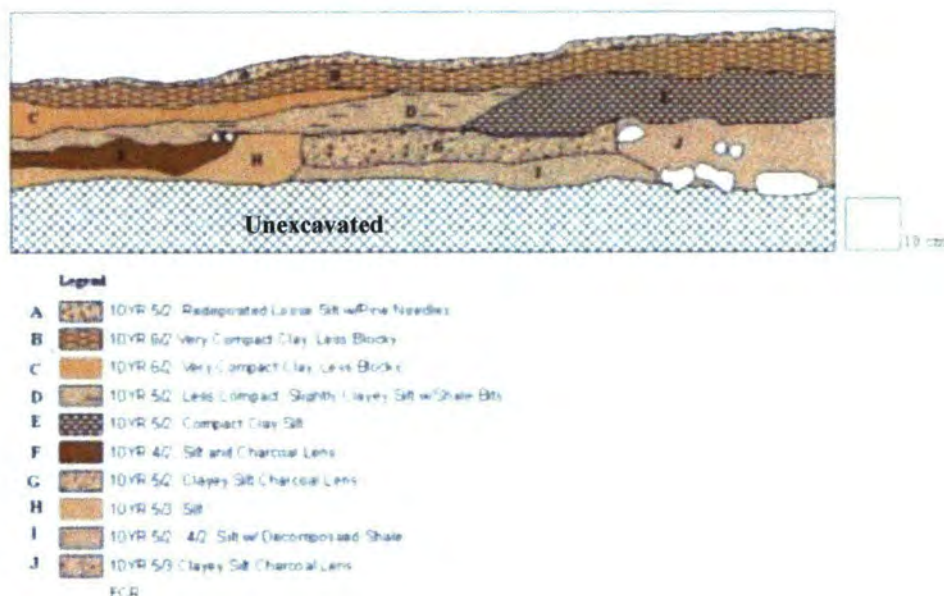 A
B
C
D
E
F
G
H
I
J
Unexcavated
10 cm
Legend
A 10YR 5/2 Redeposited Loose Silt w/Pine Needles
B 10YR 6/2 Very Compact Clay, Less Blocky
C 10YR 6/2 Very Compact Clay, Less Blocky
D 10YR 5/2 Less Compact, Slightly Clayey Silt w/Shale Bits
E 10YR 5/2 Compact Clay Silt
F 10YR 4/2 Silt and Charcoal Lens
G 10YR 5/2 Clayey Silt Charcoal Lens
H 10YR 5/3 Silt
I 10YR 5/2 4/2 Silt w/ Decomposed Shale
J 10YR 5/3 Clayey Silt Charcoal Lens
FCR